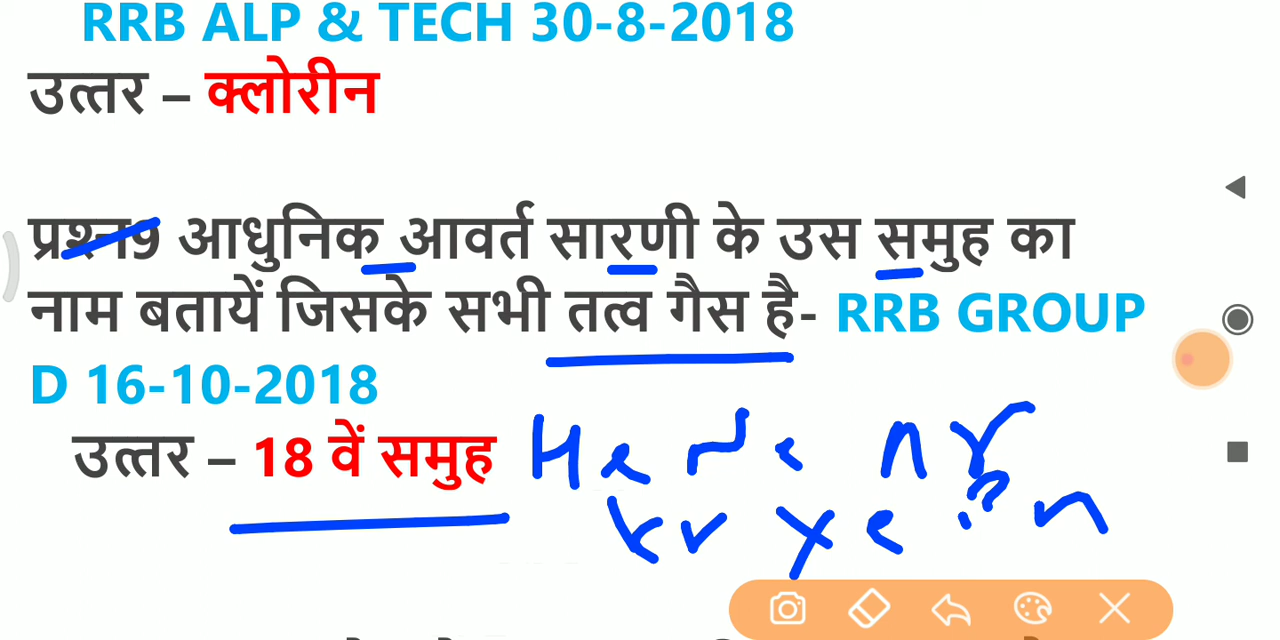 RRB ALP & TECH 30-8-2018
उत्तर – क्लोरीन
प्रश्न9 आधुनिक आवर्त सारणी के उस समुह का
नाम बतायें जिसके सभी तत्व गैस है- RRB GROUP
D 16-10-2018
उत्तर – 18 वें समुह He Ne Ar
Kr Xe Rn